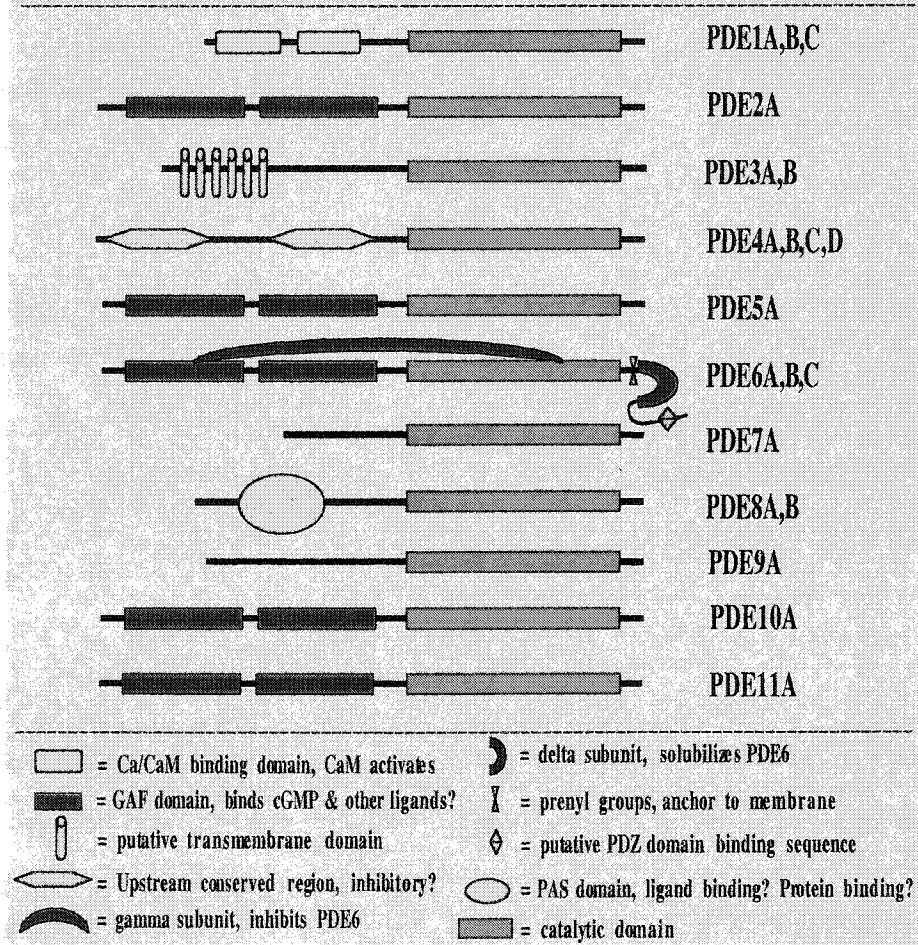 PDE1A,B,C
PDE2A
PDE3A,B
PDE4A,B,C,D
PDE5A
PDE6A,B,C
PDE7A
PDE8A,B
PDE9A
PDE10A
PDE11A
= Ca/CaM binding domain, CaM activates
= GAF domain, binds cGMP & other ligands?
= putative transmembrane domain
= Upstream conserved region, inhibitory?
= gamma subunit, inhibits PDE6
= delta subunit, solubilizes PDE6
= prenyl groups, anchor to membrane
= putative PDZ domain binding sequence
= PAS domain, ligand binding? Protein binding?
= catalytic domain